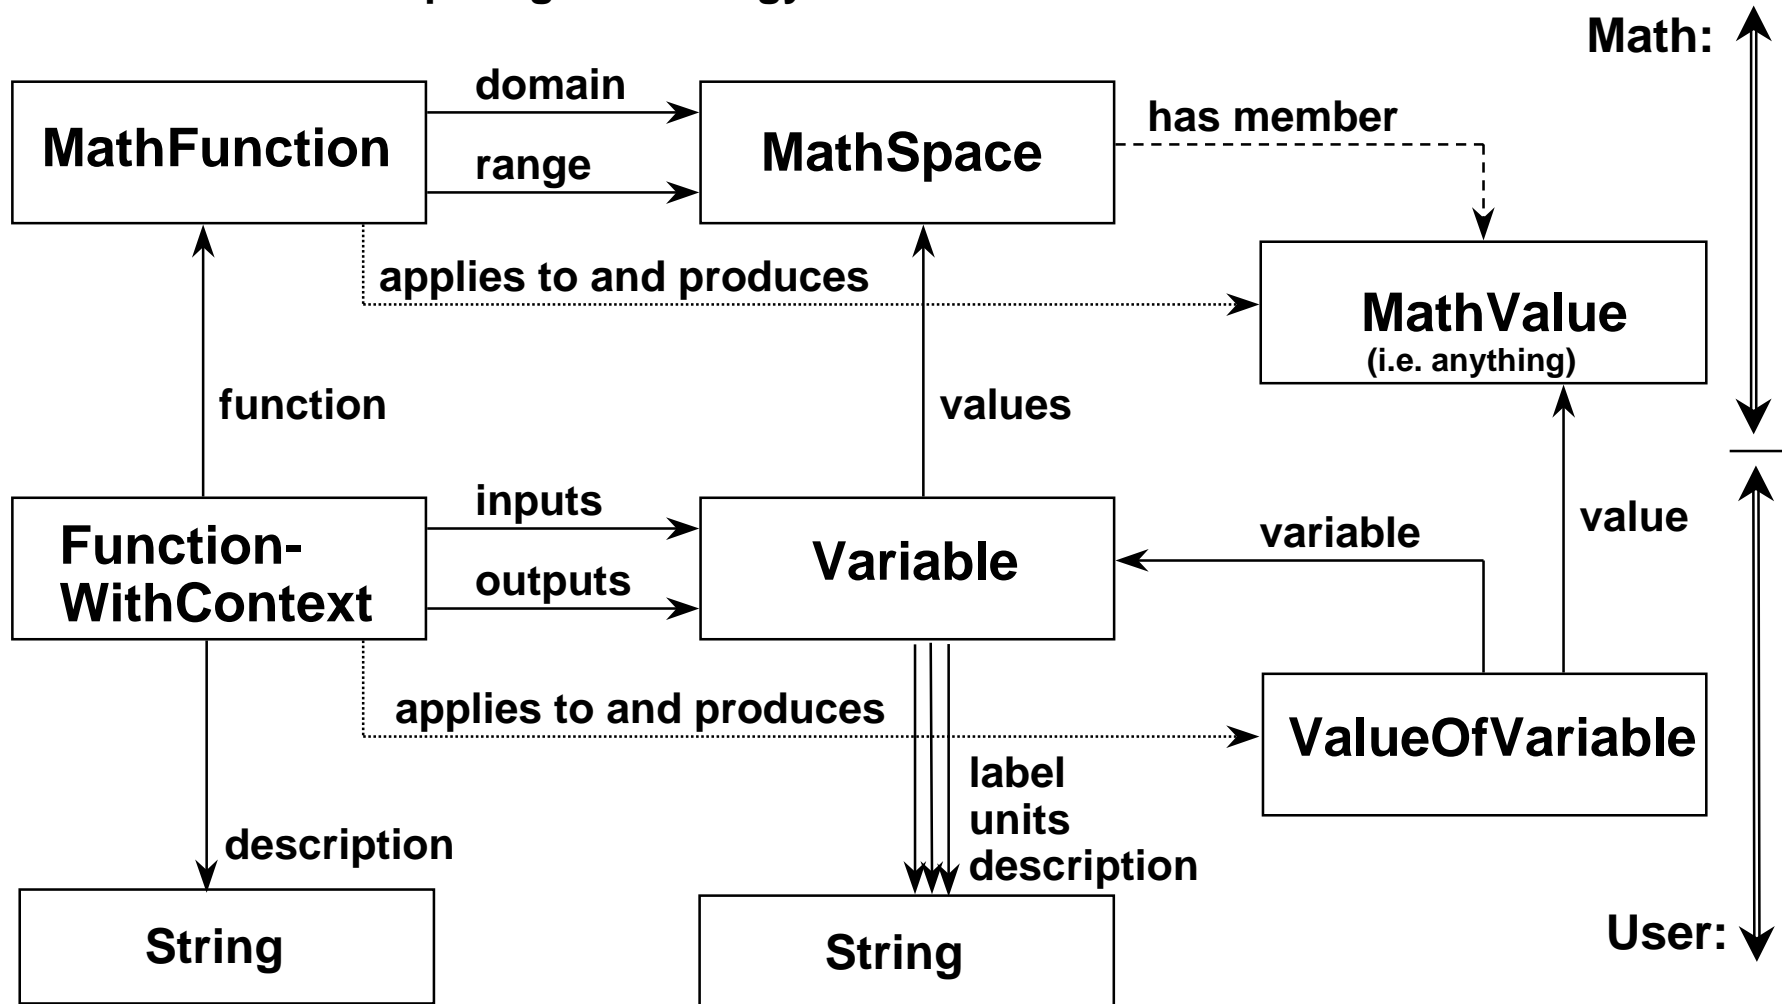 Math:
domain
MathFunction
range
MathSpace
has member
applies to and produces
MathValue
(i.e. anything)
function
values
inputs
Function-
WithContext
outputs
Variable
variable
value
applies to and produces
ValueOfVariable
label
units
description
description
String
String
User: